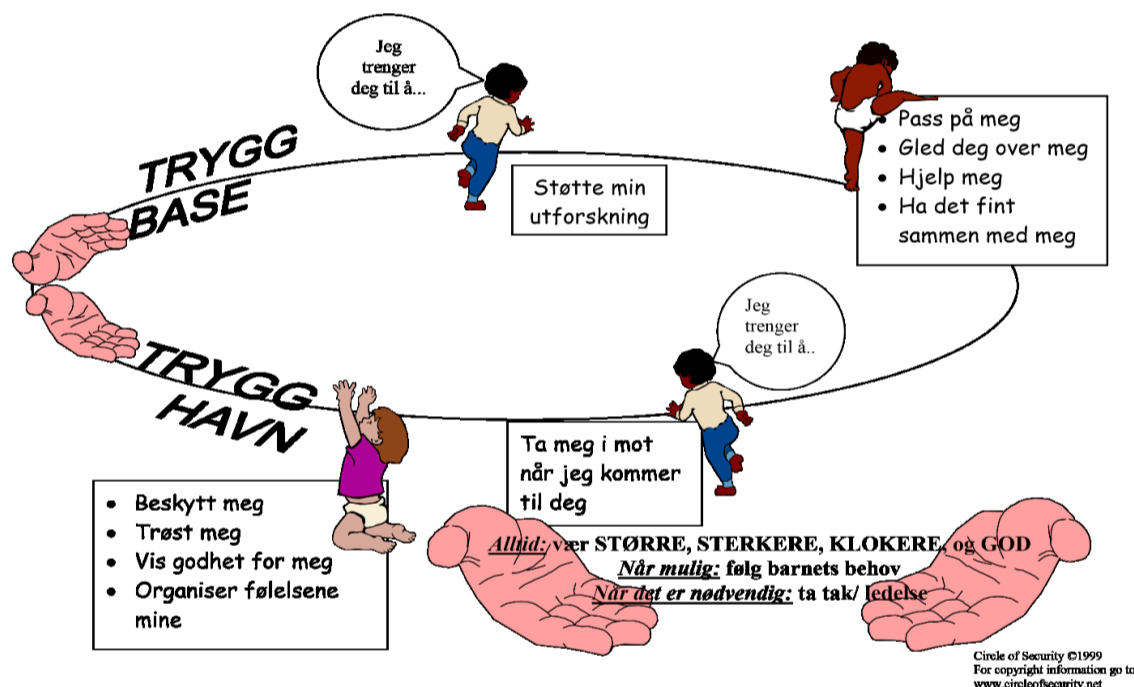 Jeg
trenger
deg til å...
TRYGG
BASE
Støtte min
utforskning
• Pass på meg
• Gled deg over meg
• Hjelp meg
• Ha det fint
sammen med meg
Jeg
trenger
deg til å..
TRYGG
HAVN
Ta meg i mot
når jeg kommer
til deg
• Beskytt meg
• Trøst meg
• Vis godhet for meg
• Organiser følelsene
mine
Alltid: vær STØRRE, STERKERE, KLOKERE, og GOD
Når mulig: følg barnets behov
Når det er nødvendig: ta tak/ ledelse
Circle of Security ©1999
For copyright information go to
www.circleofsecurity.net